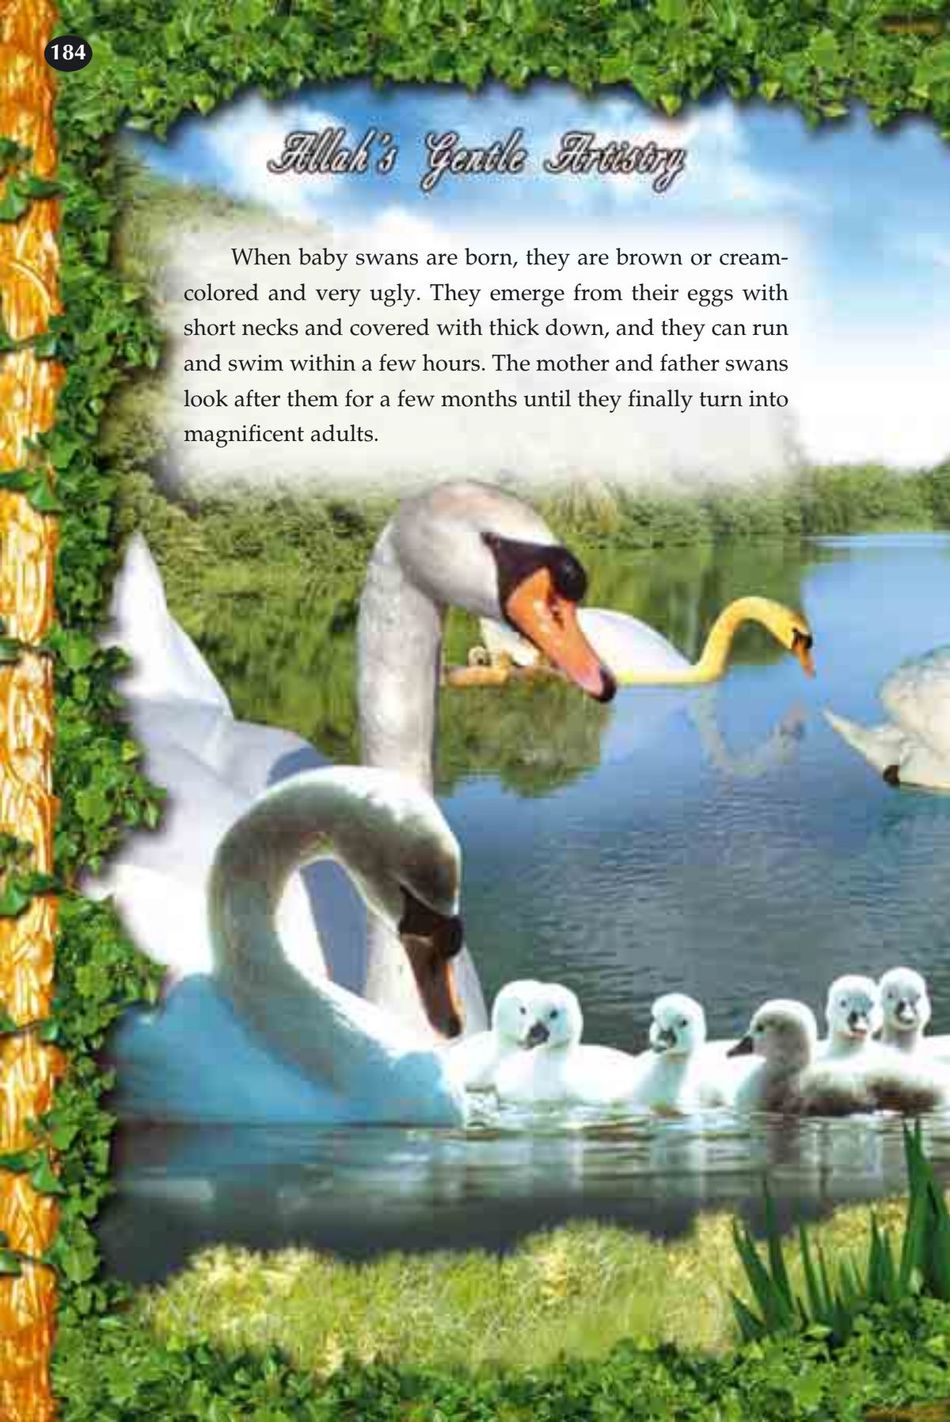 184
Allah's Gentle Artistry
When baby swans are born, they are brown or cream-
colored and very ugly. They emerge from their eggs with
short necks and covered with thick down, and they can run
and swim within a few hours. The mother and father swans
look after them for a few months until they finally turn into
magnificent adults.